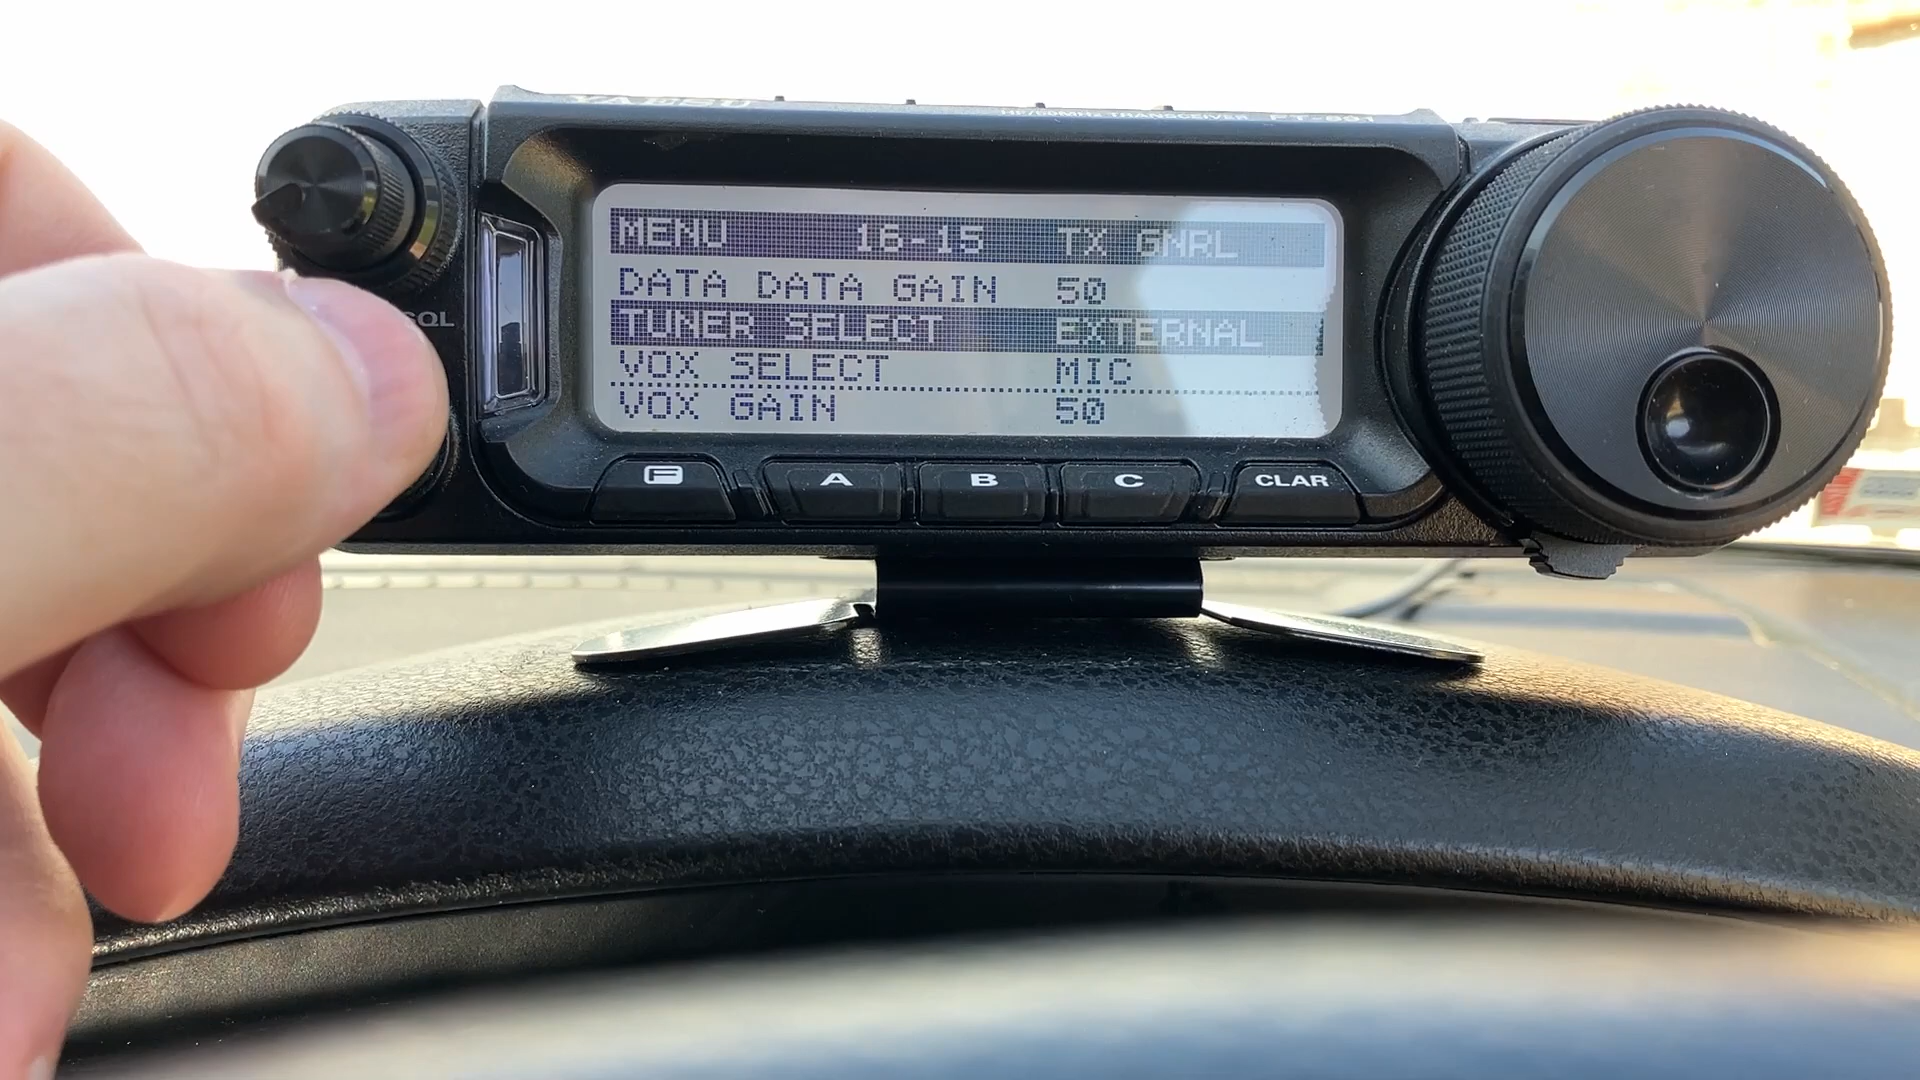 YAESU
HF/50MHz TRANSCEIVER FT-891
MENU 16-15 TX GNRL
DATA DATA GAIN 50
TUNER SELECT EXTERNAL
VOX SELECT MIC
VOX GAIN 50
SQL
F A B C CLAR